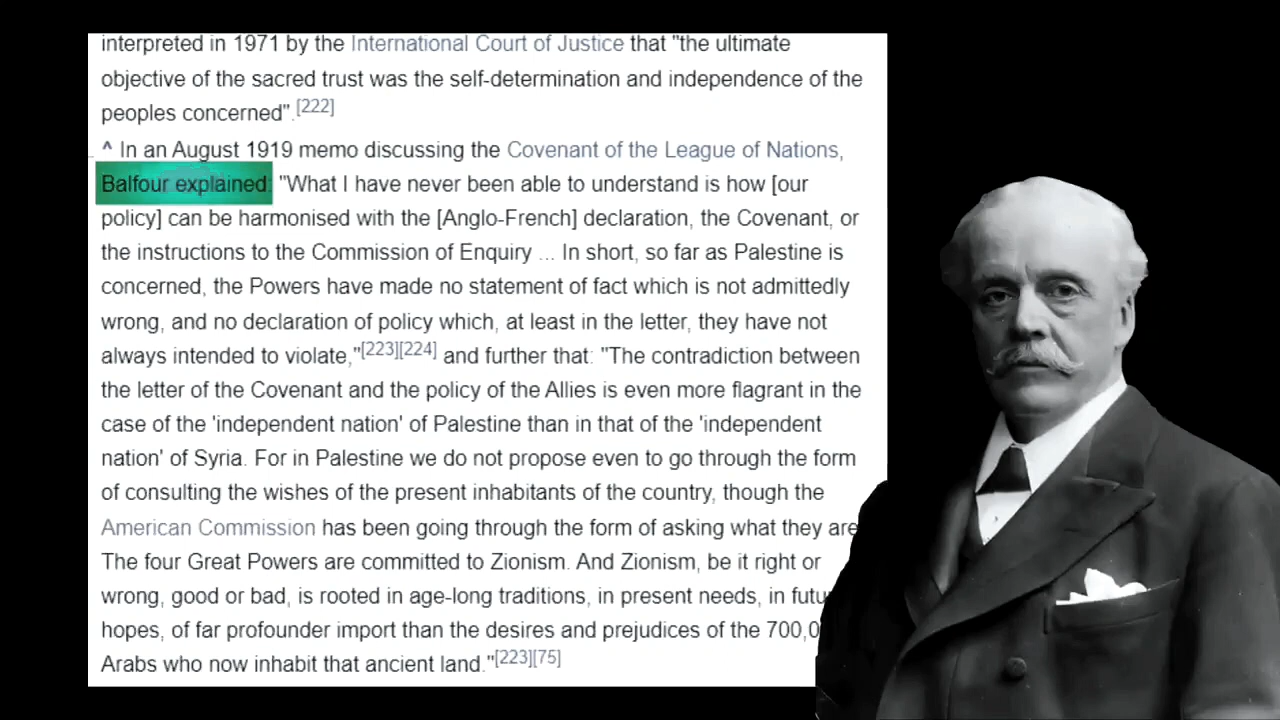 interpreted in 1971 by the International Court of Justice that "the ultimate
objective of the sacred trust was the self-determination and independence of the
peoples concerned".[222]
^ In an August 1919 memo discussing the Covenant of the League of Nations,
Balfour explained: "What I have never been able to understand is how [our
policy] can be harmonised with the [Anglo-French] declaration, the Covenant, or
the instructions to the Commission of Enquiry ... In short, so far as Palestine is
concerned, the Powers have made no statement of fact which is not admittedly
wrong, and no declaration of policy which, at least in the letter, they have not
always intended to violate,"[223][224] and further that: "The contradiction between
the letter of the Covenant and the policy of the Allies is even more flagrant in the
case of the 'independent nation' of Palestine than in that of the 'independent
nation' of Syria. For in Palestine we do not propose even to go through the form
of consulting the wishes of the present inhabitants of the country, though the
American Commission has been going through the form of asking what they are
The four Great Powers are committed to Zionism. And Zionism, be it right or
wrong, good or bad, is rooted in age-long traditions, in present needs, in
hopes, of far profounder import than the desires and prejudices of the
Arabs who now inhabit that ancient land."[223][75]